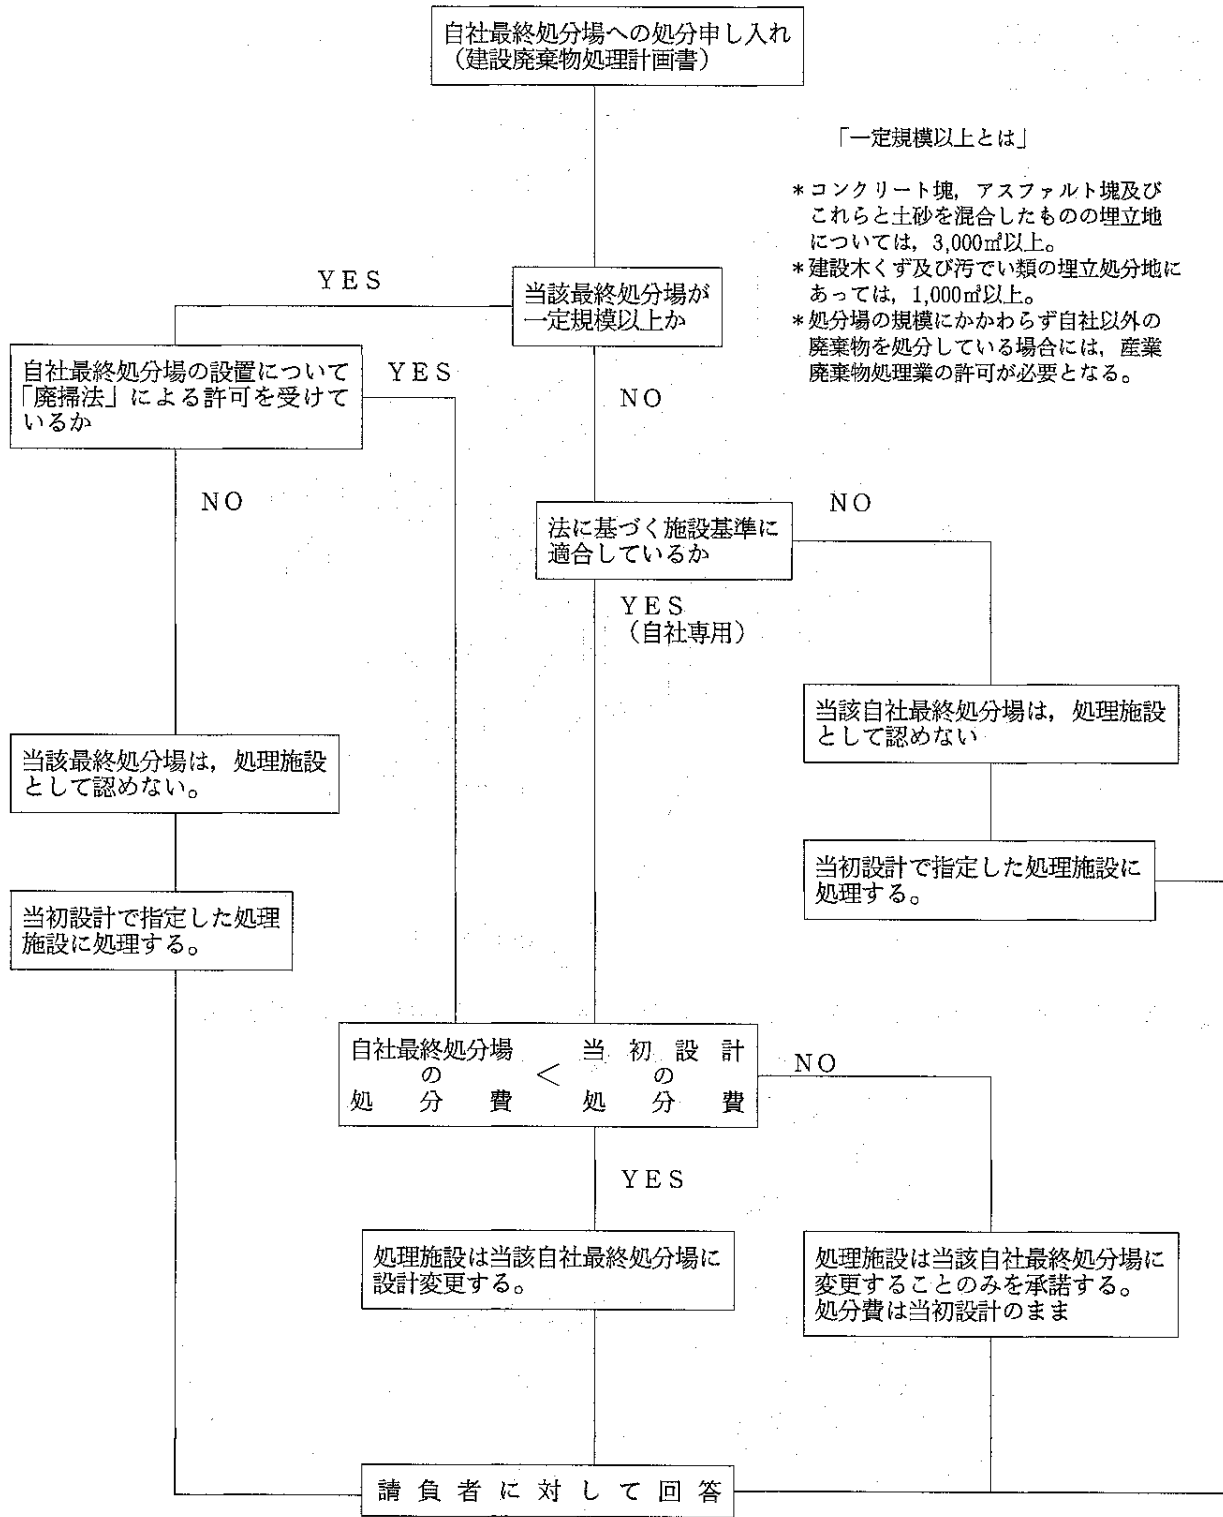 自社最終処分場への処分申し入れ
（建設廃棄物処理計画書）
「一定規模以上とは」
＊コンクリート塊，アスファルト塊及び
これらと土砂を混合したものの埋立地
については，3,000㎡以上。
＊建設木くず及び汚でい類の埋立処分地に
あっては，1,000㎡以上。
＊処分場の規模にかかわらず自社以外の
廃棄物を処分している場合には，産業
廃棄物処理業の許可が必要となる。
YES
当該最終処分場が
一定規模以上か
自社最終処分場の設置について
「廃掃法」による許可を受けて
いるか
YES
NO
NO
法に基づく施設基準に
適合しているか
NO
YES
（自社専用）
当該自社最終処分場は，処理施設
として認めない
当該最終処分場は，処理施設
として認めない。
当初設計で指定した処理施設に
処理する。
当初設計で指定した処理
施設に処理する。
自社最終処分場 ＜ 当初設計
の の
処分費 処分費
NO
YES
処理施設は当該自社最終処分場に
設計変更する。
処理施設は当該自社最終処分場に
変更することのみを承諾する。
処分費は当初設計のまま
請負者に対して回答